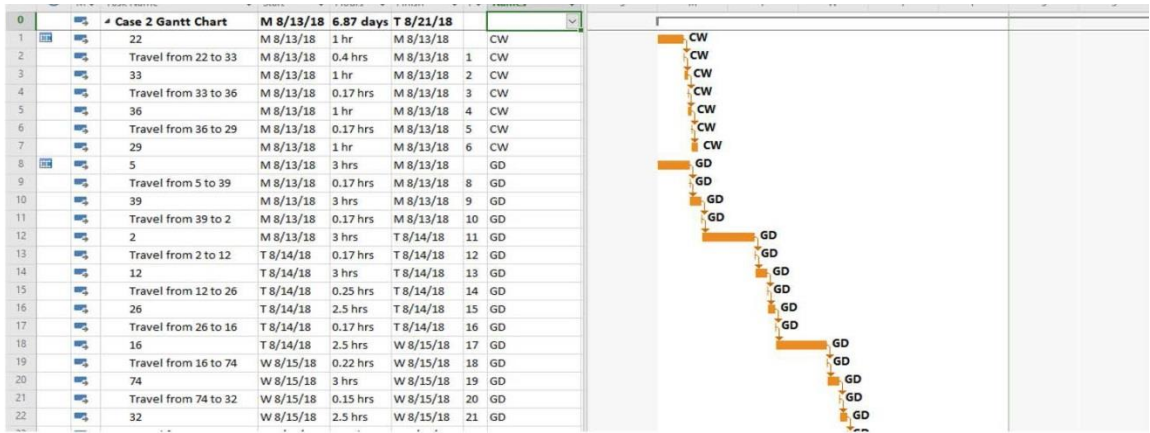 0 Case 2 Gantt Chart M 8/13/18 6.87 days T 8/21/18
1 22 M 8/13/18 1 hr M 8/13/18 CW CW
2 Travel from 22 to 33 M 8/13/18 0.4 hrs M 8/13/18 1 CW CW
3 33 M 8/13/18 1 hr M 8/13/18 2 CW CW
4 Travel from 33 to 36 M 8/13/18 0.17 hrs M 8/13/18 3 CW CW
5 36 M 8/13/18 1 hr M 8/13/18 4 CW CW
6 Travel from 36 to 29 M 8/13/18 0.17 hrs M 8/13/18 5 CW CW
7 29 M 8/13/18 1 hr M 8/13/18 6 CW CW
8 5 M 8/13/18 3 hrs M 8/13/18 GD GD
9 Travel from 5 to 39 M 8/13/18 0.17 hrs M 8/13/18 8 GD GD
10 39 M 8/13/18 3 hrs M 8/13/18 9 GD GD
11 Travel from 39 to 2 M 8/13/18 0.17 hrs M 8/13/18 10 GD GD
12 2 M 8/13/18 3 hrs T 8/14/18 11 GD GD
13 Travel from 2 to 12 T 8/14/18 0.17 hrs T 8/14/18 12 GD GD
14 12 T 8/14/18 3 hrs T 8/14/18 13 GD GD
15 Travel from 12 to 26 T 8/14/18 0.25 hrs T 8/14/18 14 GD GD
16 26 T 8/14/18 2.5 hrs T 8/14/18 15 GD GD
17 Travel from 26 to 16 T 8/14/18 0.17 hrs T 8/14/18 16 GD GD
18 16 T 8/14/18 2.5 hrs W 8/15/18 17 GD GD
19 Travel from 16 to 74 W 8/15/18 0.22 hrs W 8/15/18 18 GD GD
20 74 W 8/15/18 3 hrs W 8/15/18 19 GD GD
21 Travel from 74 to 32 W 8/15/18 0.15 hrs W 8/15/18 20 GD GD
22 32 W 8/15/18 2.5 hrs W 8/15/18 21 GD GD